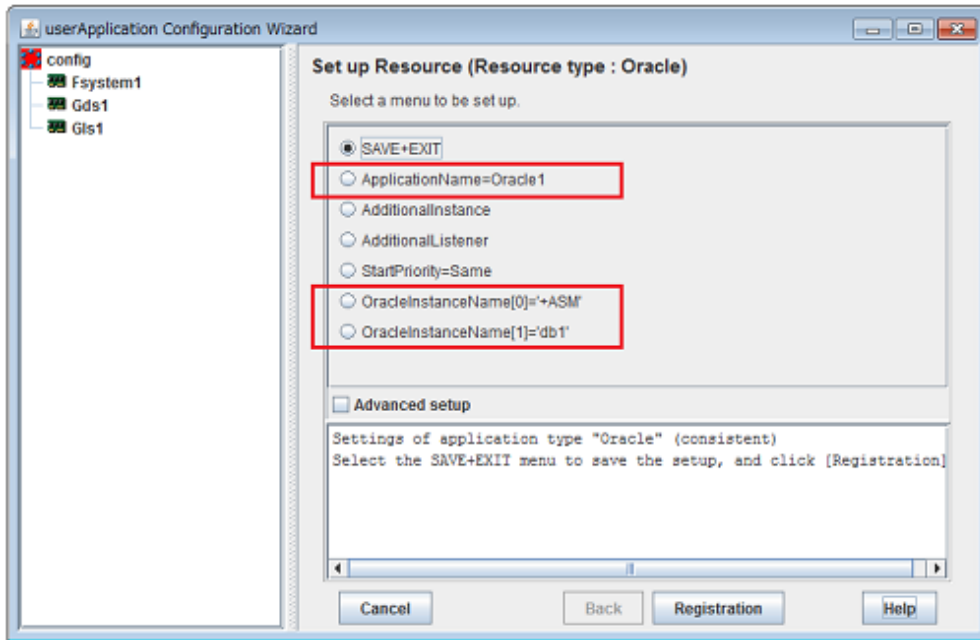 userApplication Configuration Wizard
config
Fsystem1
Gds1
Gls1
Set up Resource (Resource type : Oracle)
Select a menu to be set up.
SAVE+EXIT
ApplicationName=Oracle1
AdditionalInstance
AdditionalListener
StartPriority=Same
OracleInstanceName[0]='+ASM'
OracleInstanceName[1]='db1'
Advanced setup
Settings of application type "Oracle" (consistent)
Select the SAVE+EXIT menu to save the setup, and click [Registration]
Cancel
Back
Registration
Help